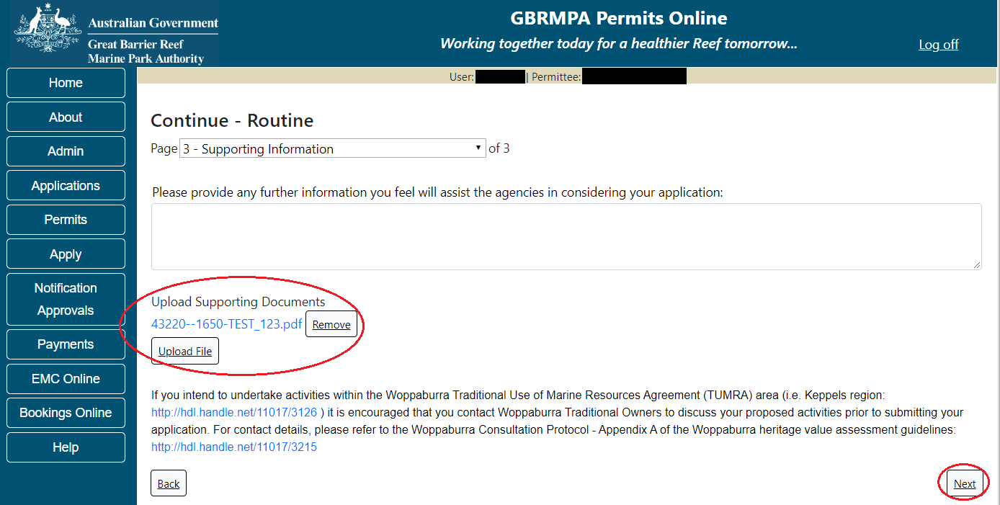 Australian Government
Great Barrier Reef
Marine Park Authority
GBRMPA Permits Online
Working together today for a healthier Reef tomorrow...
Log off
Home
About
Admin
Applications
Permits
Apply
Notification
Approvals
Payments
EMC Online
Bookings Online
Help
User: | Permittee:
Continue - Routine
Page 3 - Supporting Information of 3
Please provide any further information you feel will assist the agencies in considering your application:
Upload Supporting Documents
43220--1650-TEST_123.pdf Remove
Upload File
If you intend to undertake activities within the Woppaburra Traditional Use of Marine Resources Agreement (TUMRA) area (i.e. Keppels region:
http://hdl.handle.net/11017/3126 ) it is encouraged that you contact Woppaburra Traditional Owners to discuss your proposed activities prior to submitting your
application. For contact details, please refer to the Woppaburra Consultation Protocol - Appendix A of the Woppaburra heritage value assessment guidelines:
http://hdl.handle.net/11017/3215
Back Next